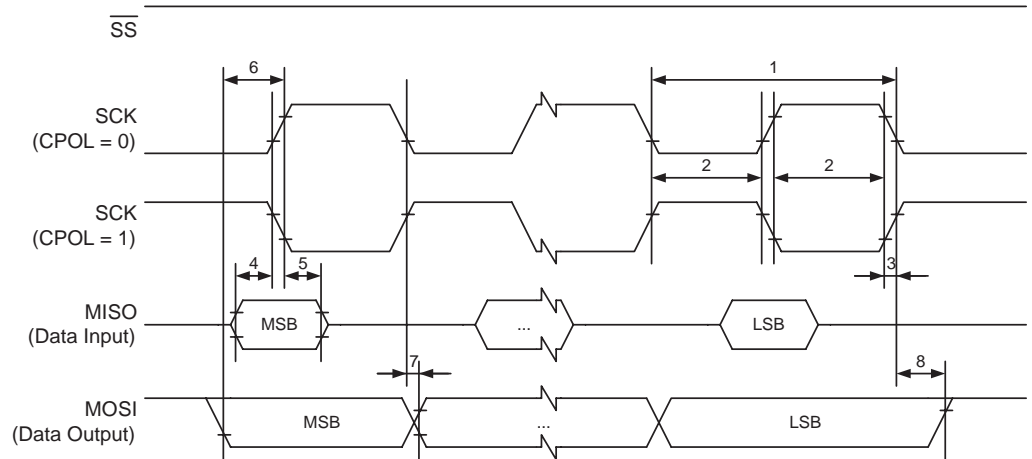 SS
6
1
SCK
(CPOL = 0)
2
2
SCK
(CPOL = 1)
4
5
3
MISO
(Data Input)
MSB
...
LSB
7
8
MOSI
(Data Output)
MSB
...
LSB